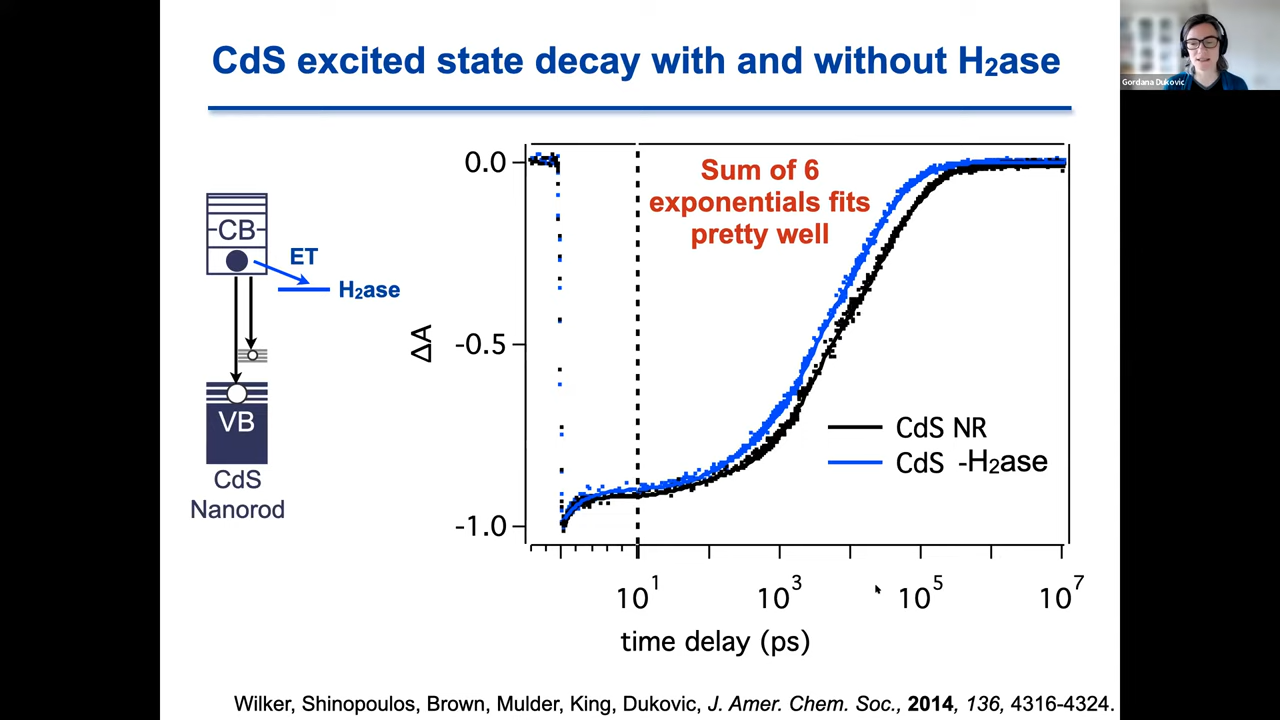 CdS excited state decay with and without H₂ase
Gordana Dukovic
CB
ET
H₂ase
VB
CdS
Nanorod
Sum of 6
exponentials fits
pretty well
0.0
-0.5
-1.0
ΔA
CdS NR
CdS -H₂ase
10¹ 10³ 10⁵ 10⁷
time delay (ps)
Wilker, Shinopoulos, Brown, Mulder, King, Dukovic, J. Amer. Chem. Soc., 2014, 136, 4316-4324.